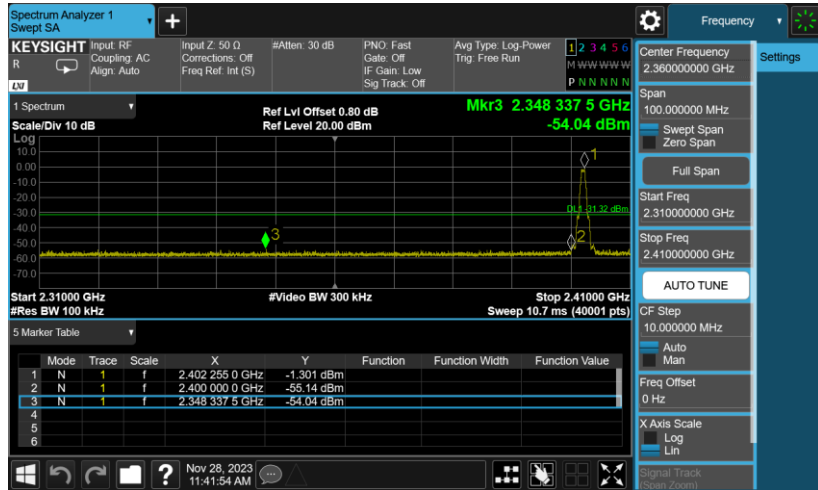 Spectrum Analyzer 1
Swept SA
+
Frequency
KEYSIGHT
R
LXI
Input: RF
Coupling: AC
Align: Auto
Input Z: 50 Ω
Corrections: Off
Freq Ref: Int (S)
#Atten: 30 dB
PNO: Fast
Gate: Off
IF Gain: Low
Sig Track: Off
Avg Type: Log-Power
Trig: Free Run
1 2 3 4 5 6
M W W W W W
P N N N N N
1 Spectrum
Scale/Div 10 dB
Ref Lvl Offset 0.80 dB
Ref Level 20.00 dBm
Mkr3 2.348 337 5 GHz
-54.04 dBm
Log
10.0
0.00
-10.0
-20.0
-30.0
-40.0
-50.0
-60.0
-70.0
1
DL1 -31.32 dBm
3
2
Start 2.31000 GHz
#Video BW 300 kHz
Stop 2.41000 GHz
#Res BW 100 kHz
Sweep 10.7 ms (40001 pts)
5 Marker Table
Mode Trace Scale X Y Function Function Width Function Value
1 N 1 f 2.402 255 0 GHz -1.301 dBm
2 N 1 f 2.400 000 0 GHz -55.14 dBm
3 N 1 f 2.348 337 5 GHz -54.04 dBm
4
5
6
Center Frequency
2.360000000 GHz
Settings
Span
100.000000 MHz
Swept Span
Zero Span
Full Span
Start Freq
2.310000000 GHz
Stop Freq
2.410000000 GHz
AUTO TUNE
CF Step
10.000000 MHz
Auto
Man
Freq Offset
0 Hz
X Axis Scale
Log
Lin
Signal Track
(Span Zoom)
?
Nov 28, 2023
11:41:54 AM